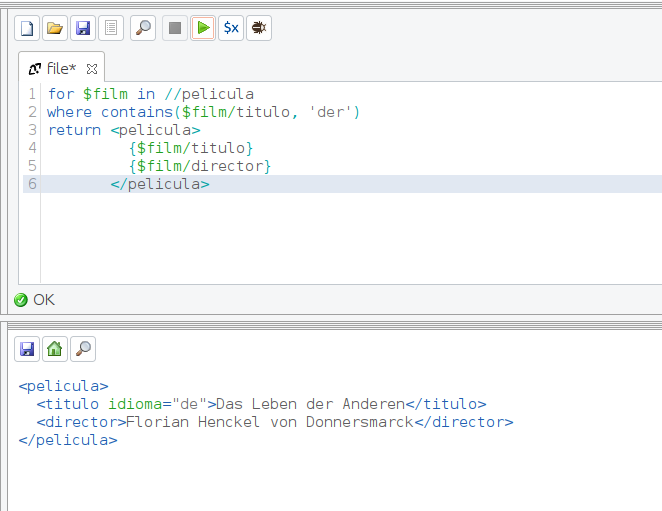 $x
file*
1 for $film in //pelicula
2 where contains($film/titulo, 'der')
3 return <pelicula>
4 {$film/titulo}
5 {$film/director}
6 </pelicula>
OK
<pelicula>
<titulo idioma="de">Das Leben der Anderen</titulo>
<director>Florian Henckel von Donnersmarck</director>
</pelicula>